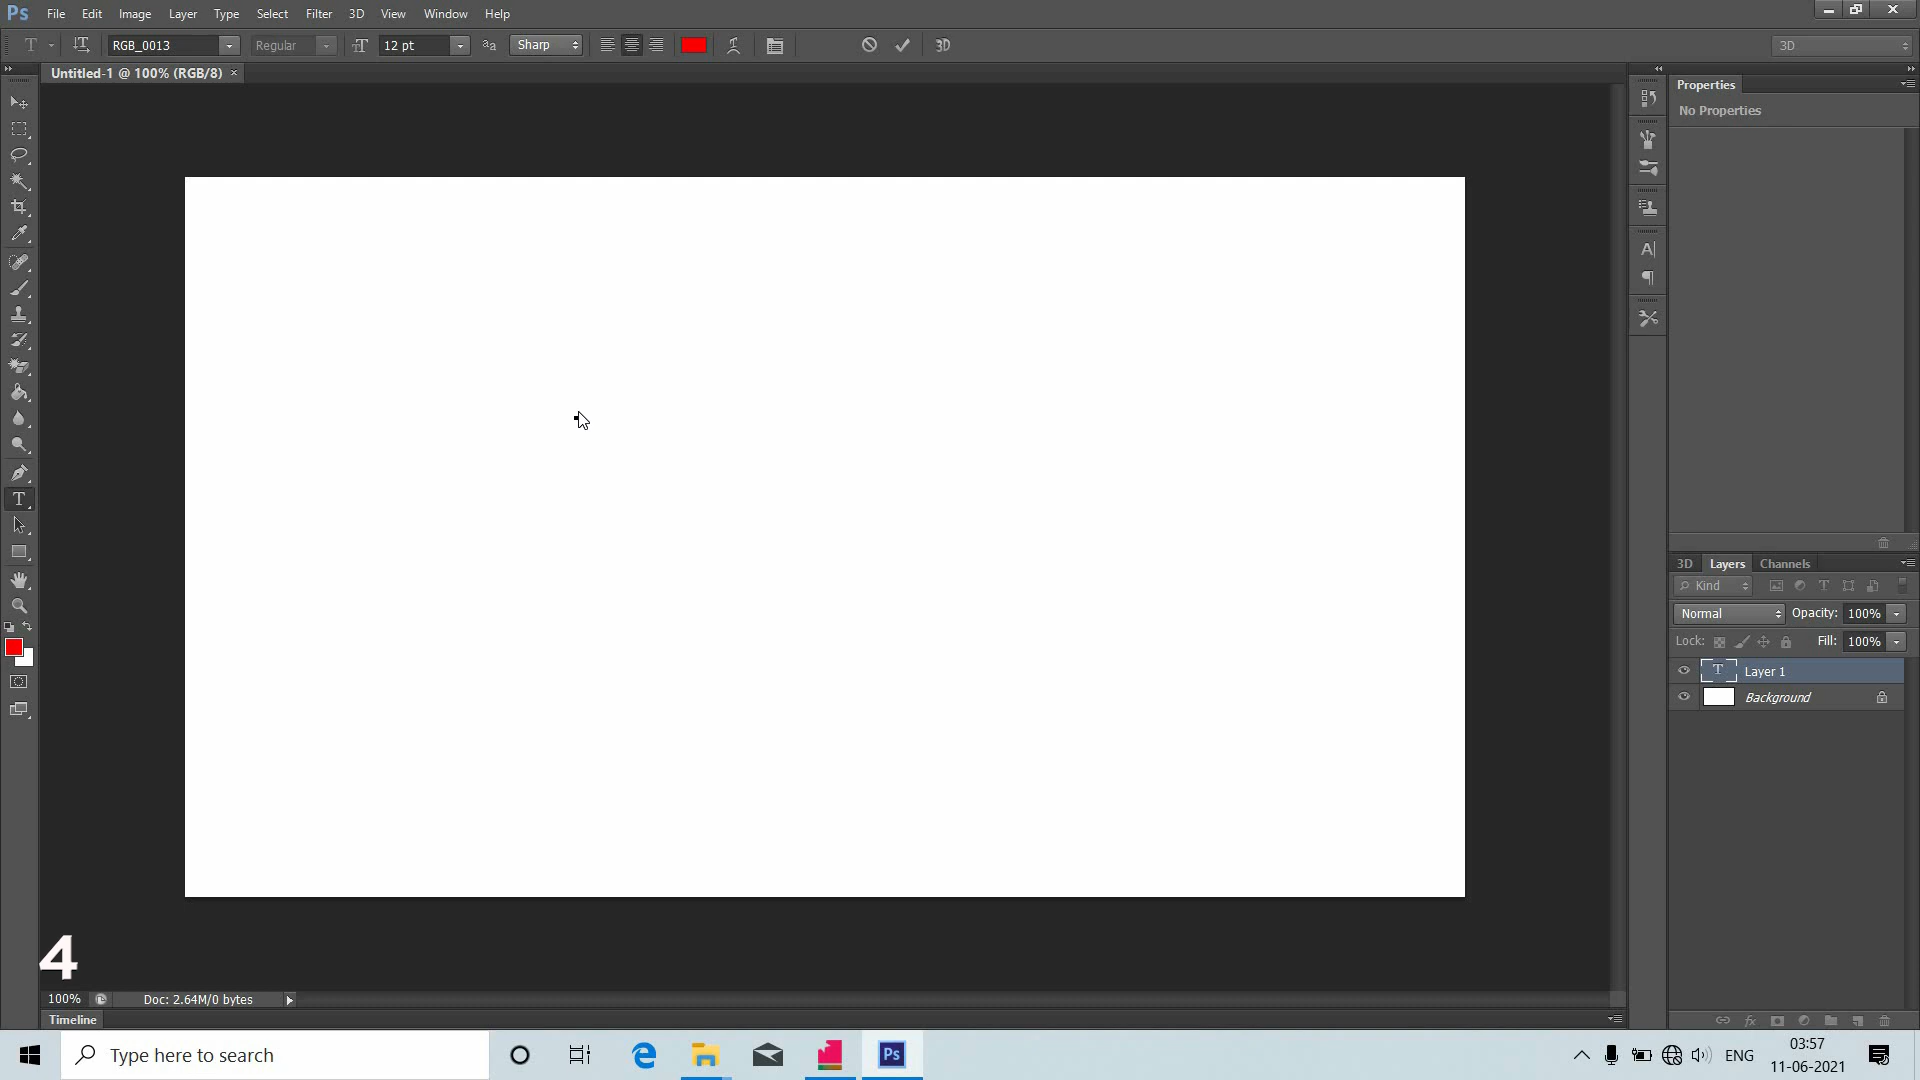 Ps File Edit Image Layer Type Select Filter 3D View Window Help
T RGB_0013 Regular T 12 pt aa Sharp 3D 3D
Untitled-1 @ 100% (RGB/8) ×
Properties
No Properties
T
A
¶
3D Layers Channels
Kind T
Normal Opacity: 100%
Lock: Fill: 100%
T Layer 1
Background
fx
4
100% Doc: 2.64M/0 bytes
Timeline
Type here to search
Ps
ENG
03:57
11-06-2021